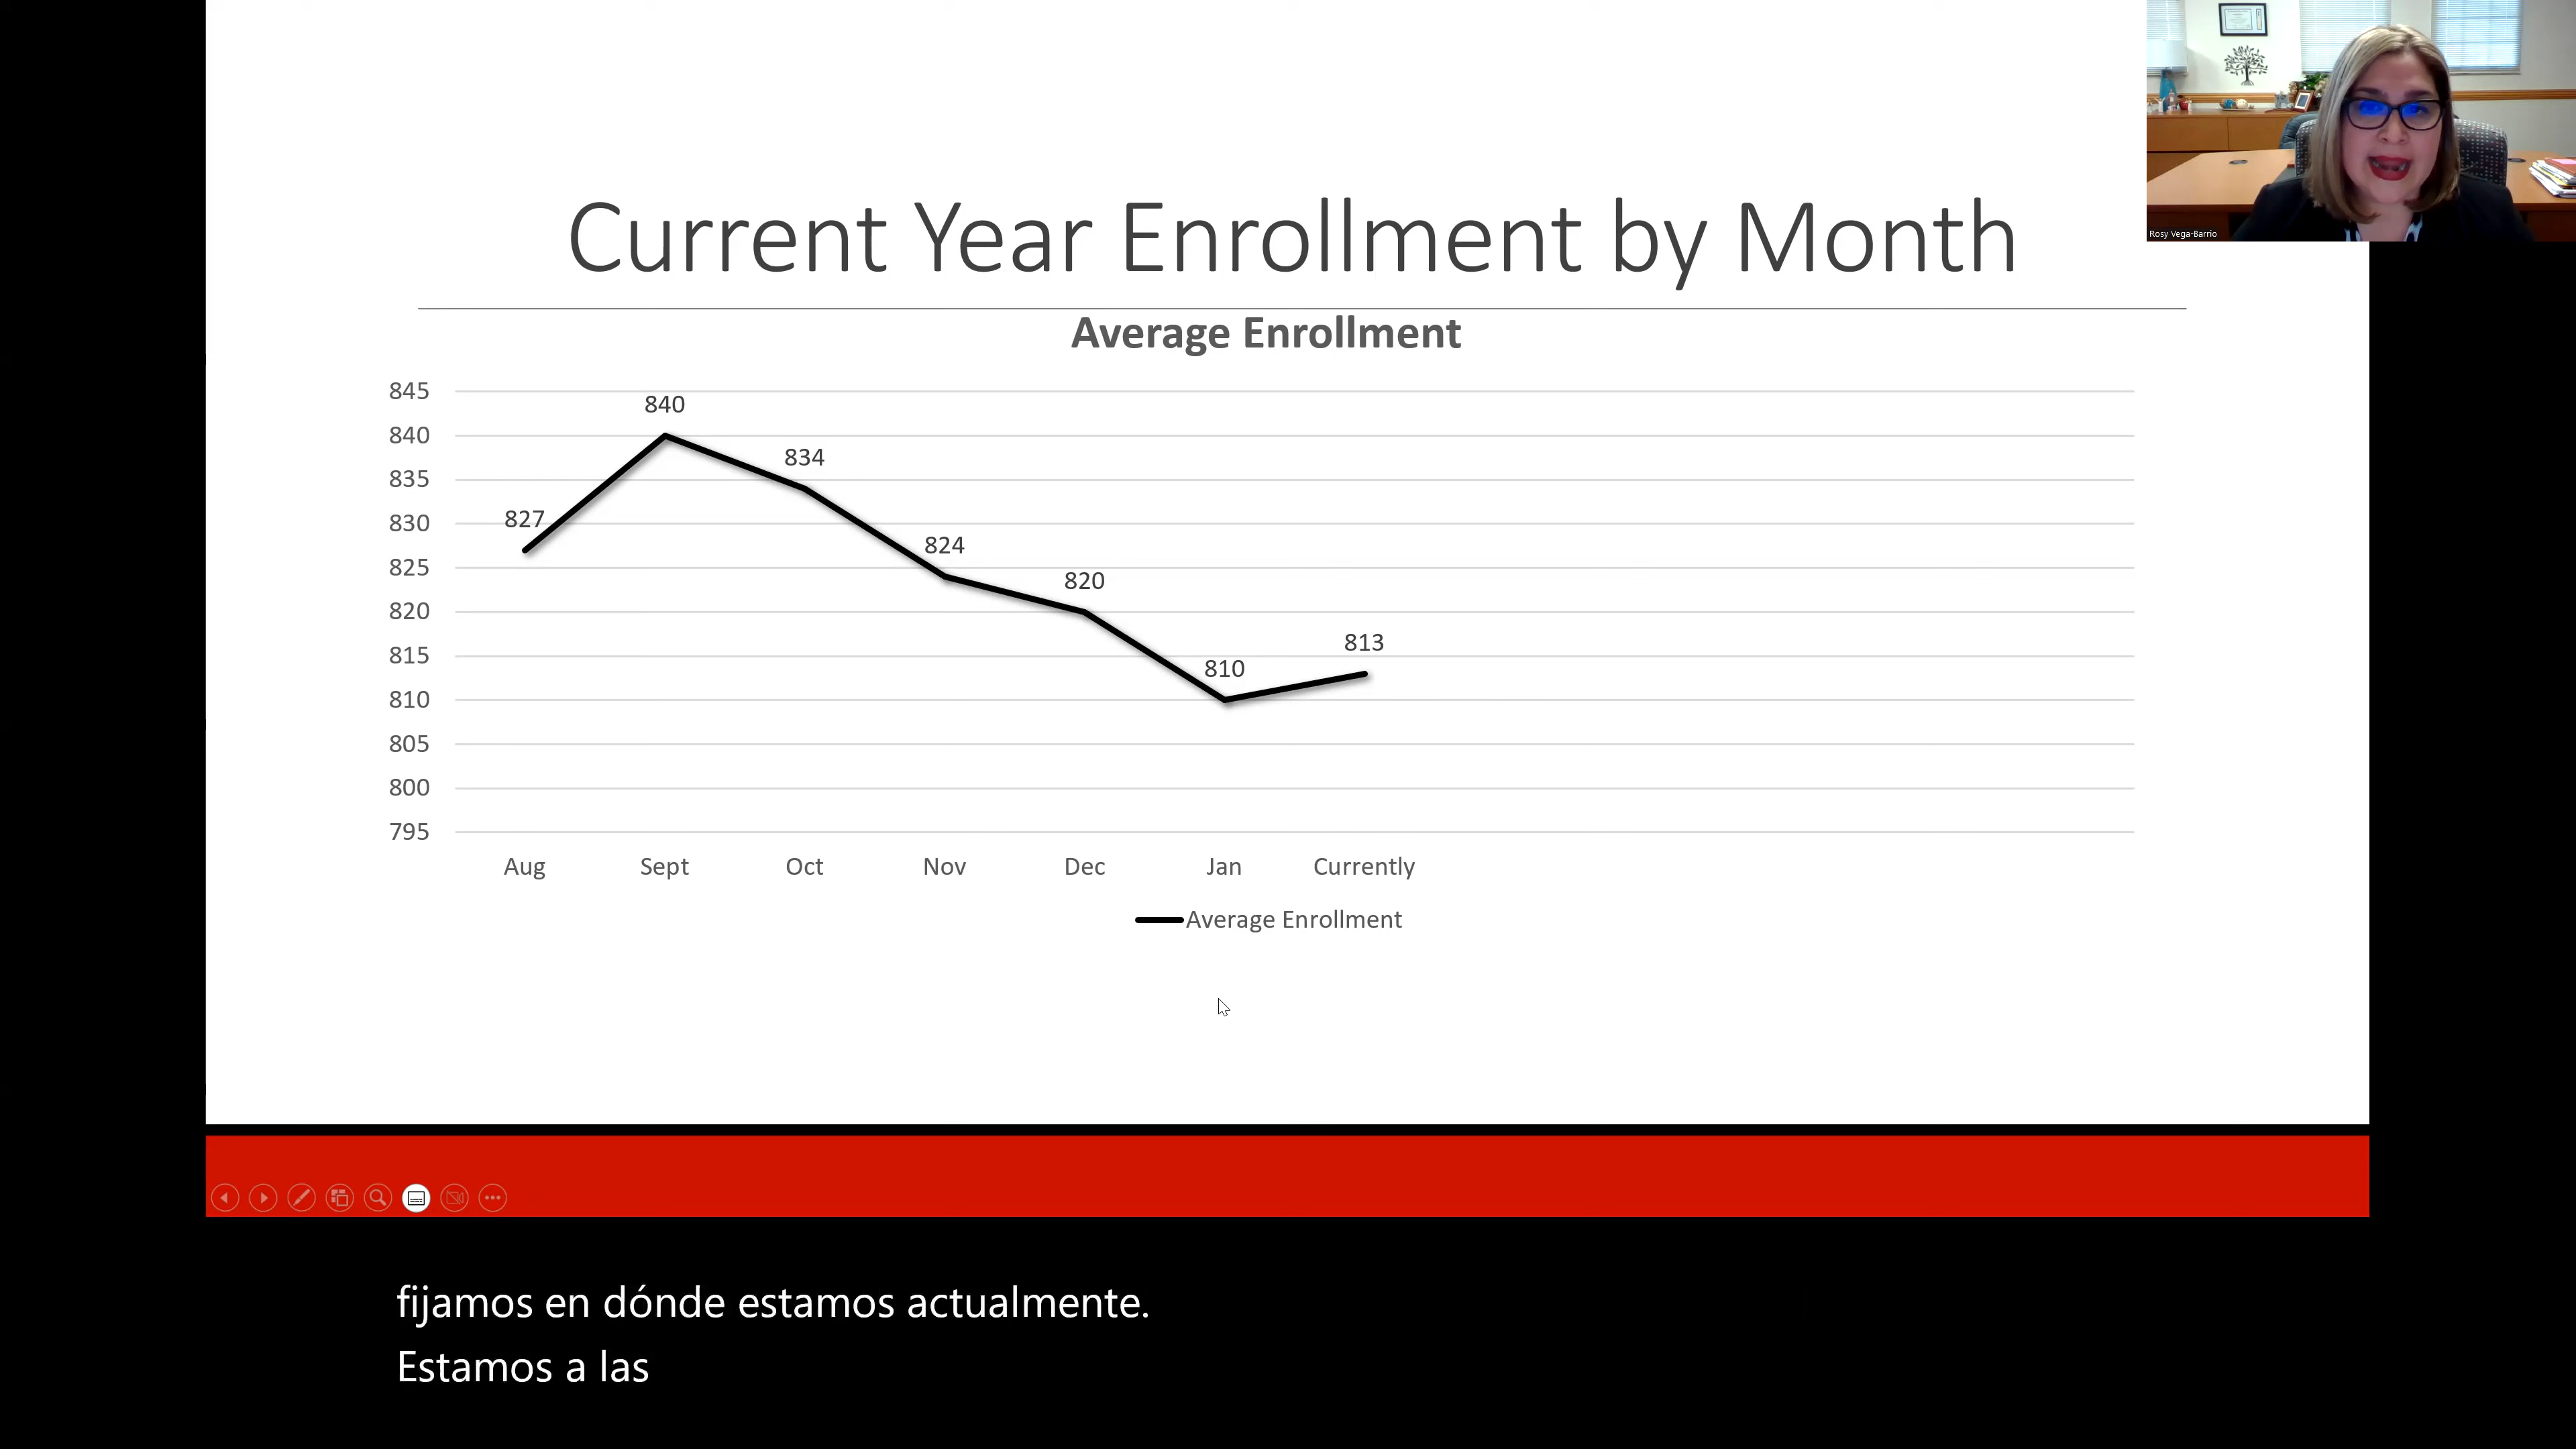 Rosy Vega-Barrio
Current Year Enrollment by Month
Average Enrollment
845
840
835
830
825
820
815
810
805
800
795
827
840
834
824
820
810
813
Aug Sept Oct Nov Dec Jan Currently
Average Enrollment
fijamos en dónde estamos actualmente.
Estamos a las